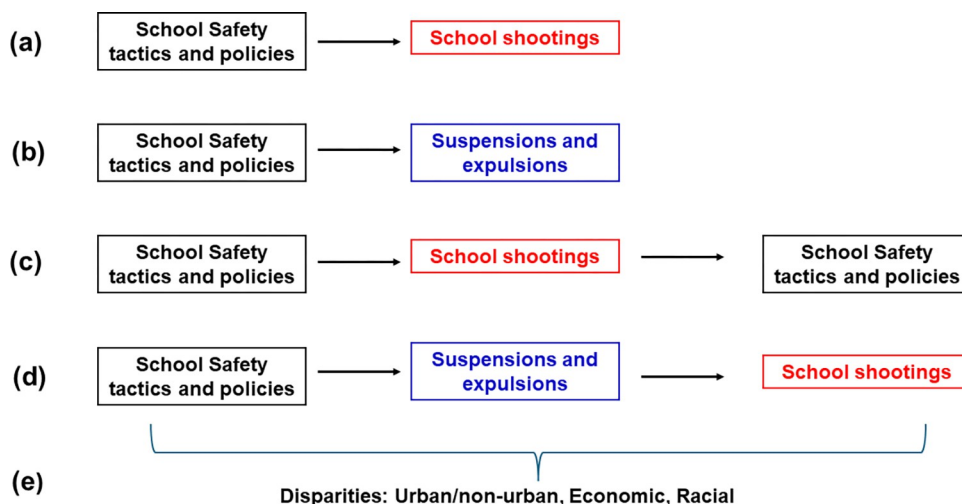 (a)
School Safety
tactics and policies
School shootings
(b)
School Safety
tactics and policies
Suspensions and
expulsions
(c)
School Safety
tactics and policies
School shootings
School Safety
tactics and policies
(d)
School Safety
tactics and policies
Suspensions and
expulsions
School shootings
(e)
Disparities: Urban/non-urban, Economic, Racial